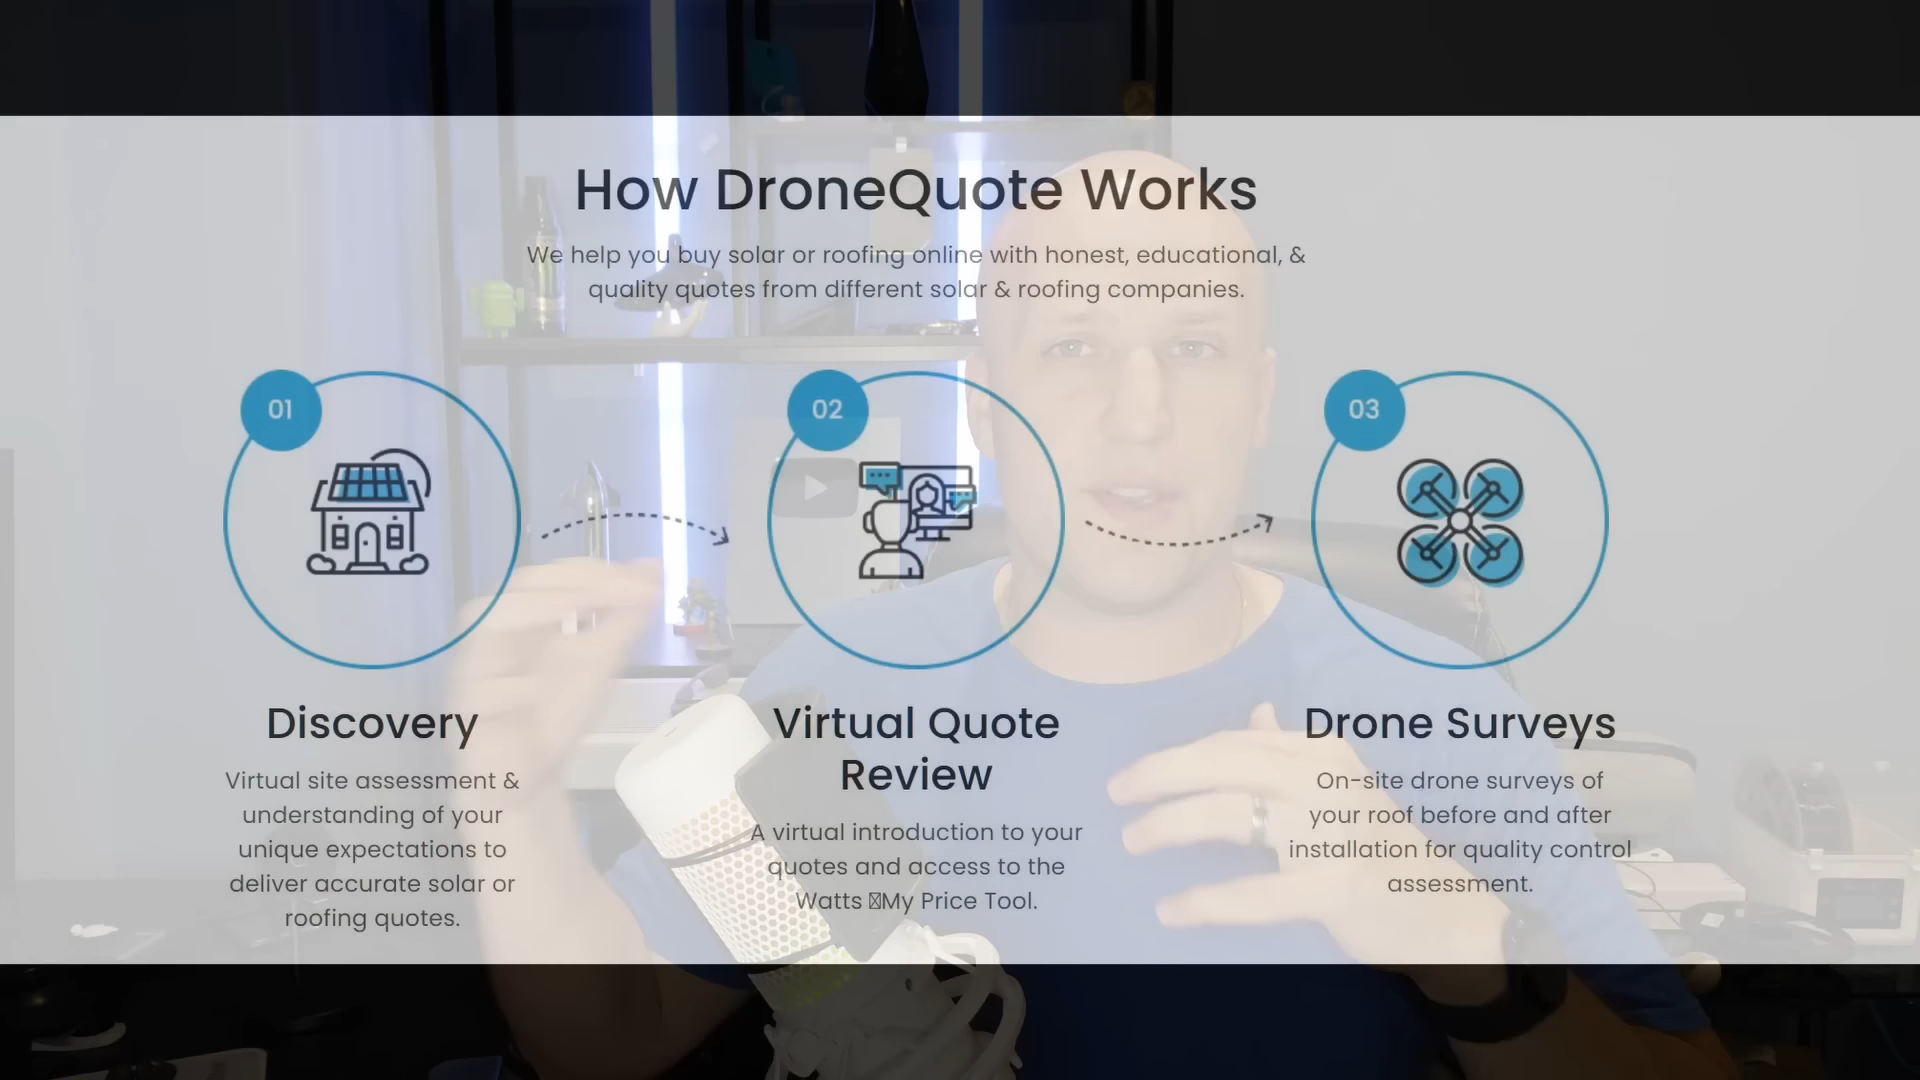 How DroneQuote Works
We help you buy solar or roofing online with honest, educational, &
quality quotes from different solar & roofing companies.
01
02
03
Discovery
Virtual site assessment &
understanding of your
unique expectations to
deliver accurate solar or
roofing quotes.
Virtual Quote
Review
A virtual introduction to your
quotes and access to the
Watts My Price Tool.
Drone Surveys
On-site drone surveys of
your roof before and after
installation for quality control
assessment.